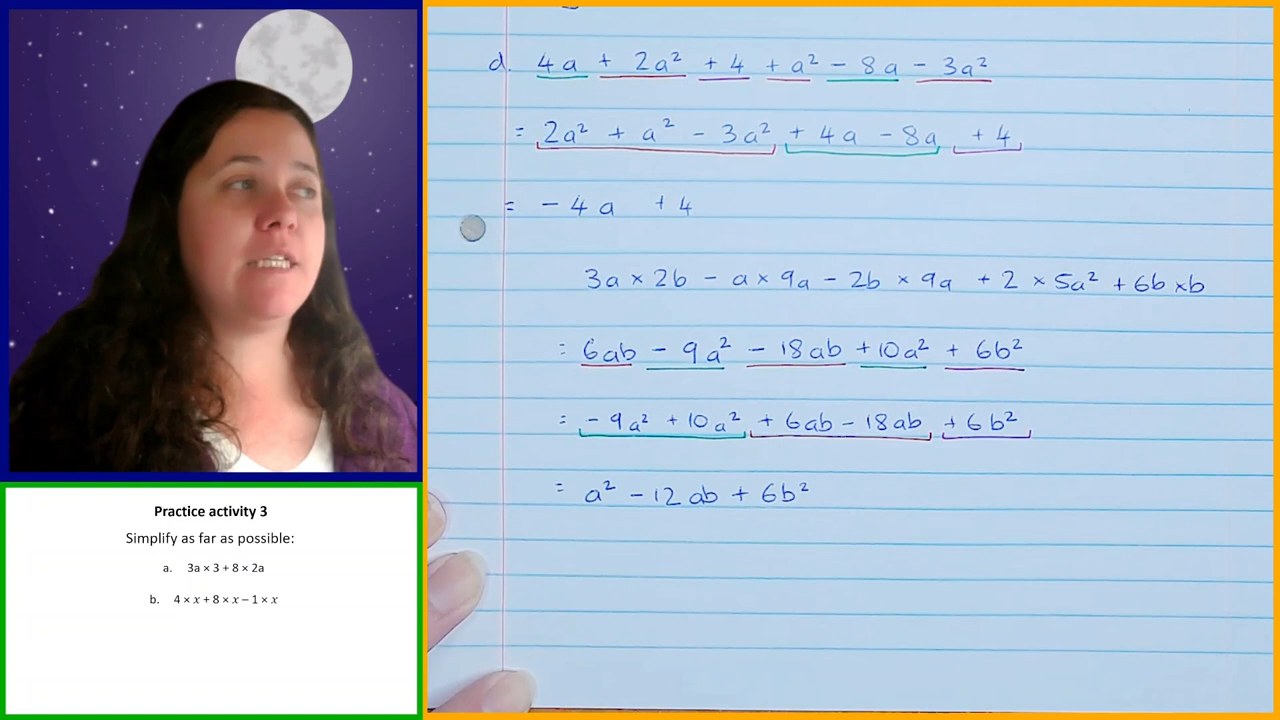 d. 4a + 2a² + 4 + a² - 8a - 3a²
= 2a² + a² - 3a² + 4a - 8a + 4
= - 4a + 4
3a × 2b - a × 9a - 2b × 9a + 2 × 5a² + 6b × b
= 6ab - 9a² - 18ab + 10a² + 6b²
= - 9a² + 10a² + 6ab - 18ab + 6b²
= a² - 12ab + 6b²
Practice activity 3
Simplify as far as possible:
a. 3a × 3 + 8 × 2a
b. 4 × x + 8 × x – 1 × x